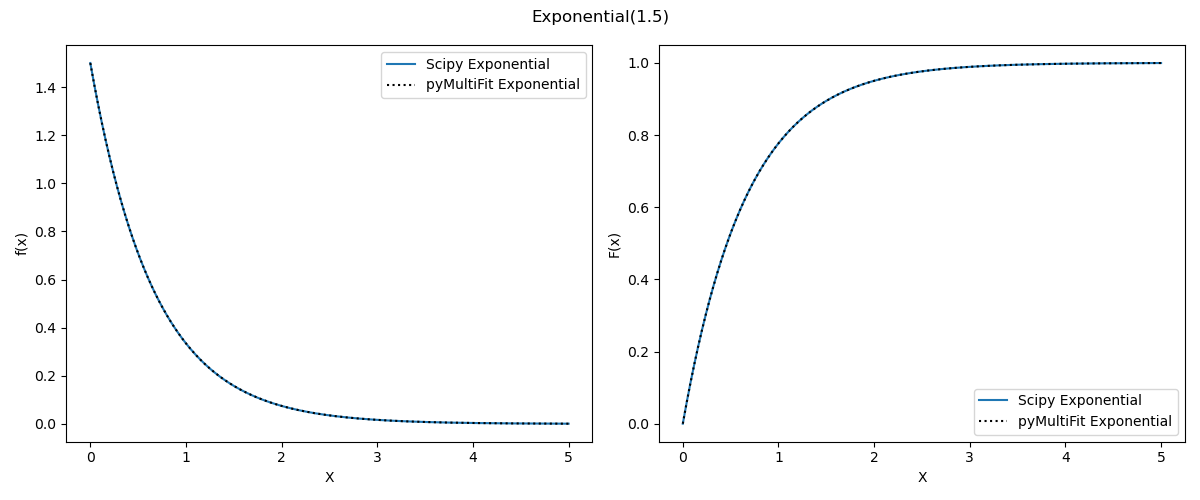 Exponential(1.5)
Scipy Exponential
pyMultiFit Exponential
1.4
1.2
1.0
0.8
0.6
0.4
0.2
0.0
f(x)
0 1 2 3 4 5
X
1.0
0.8
0.6
0.4
0.2
0.0
F(x)
Scipy Exponential
pyMultiFit Exponential
0 1 2 3 4 5
X